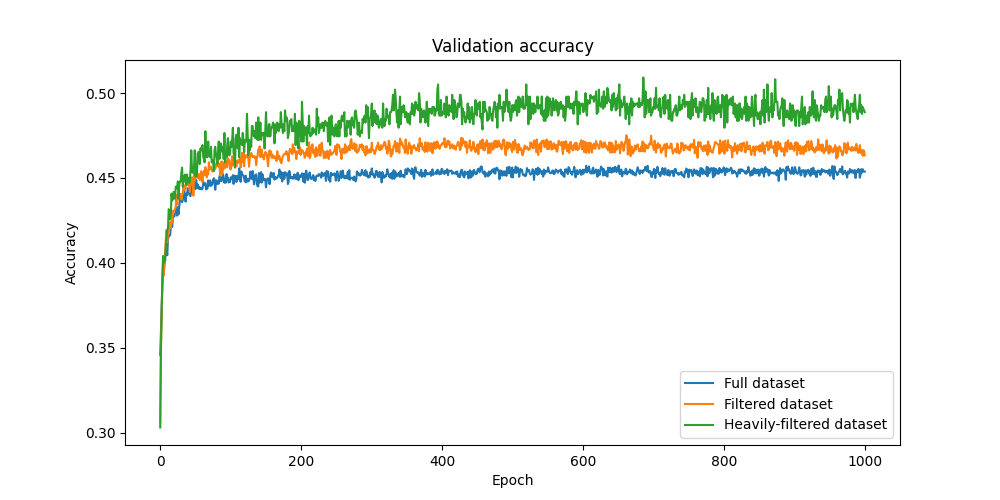 Validation accuracy
0.50
0.45
0.40
0.35
0.30
Accuracy
0 200 400 600 800 1000
Epoch
Full dataset
Filtered dataset
Heavily-filtered dataset